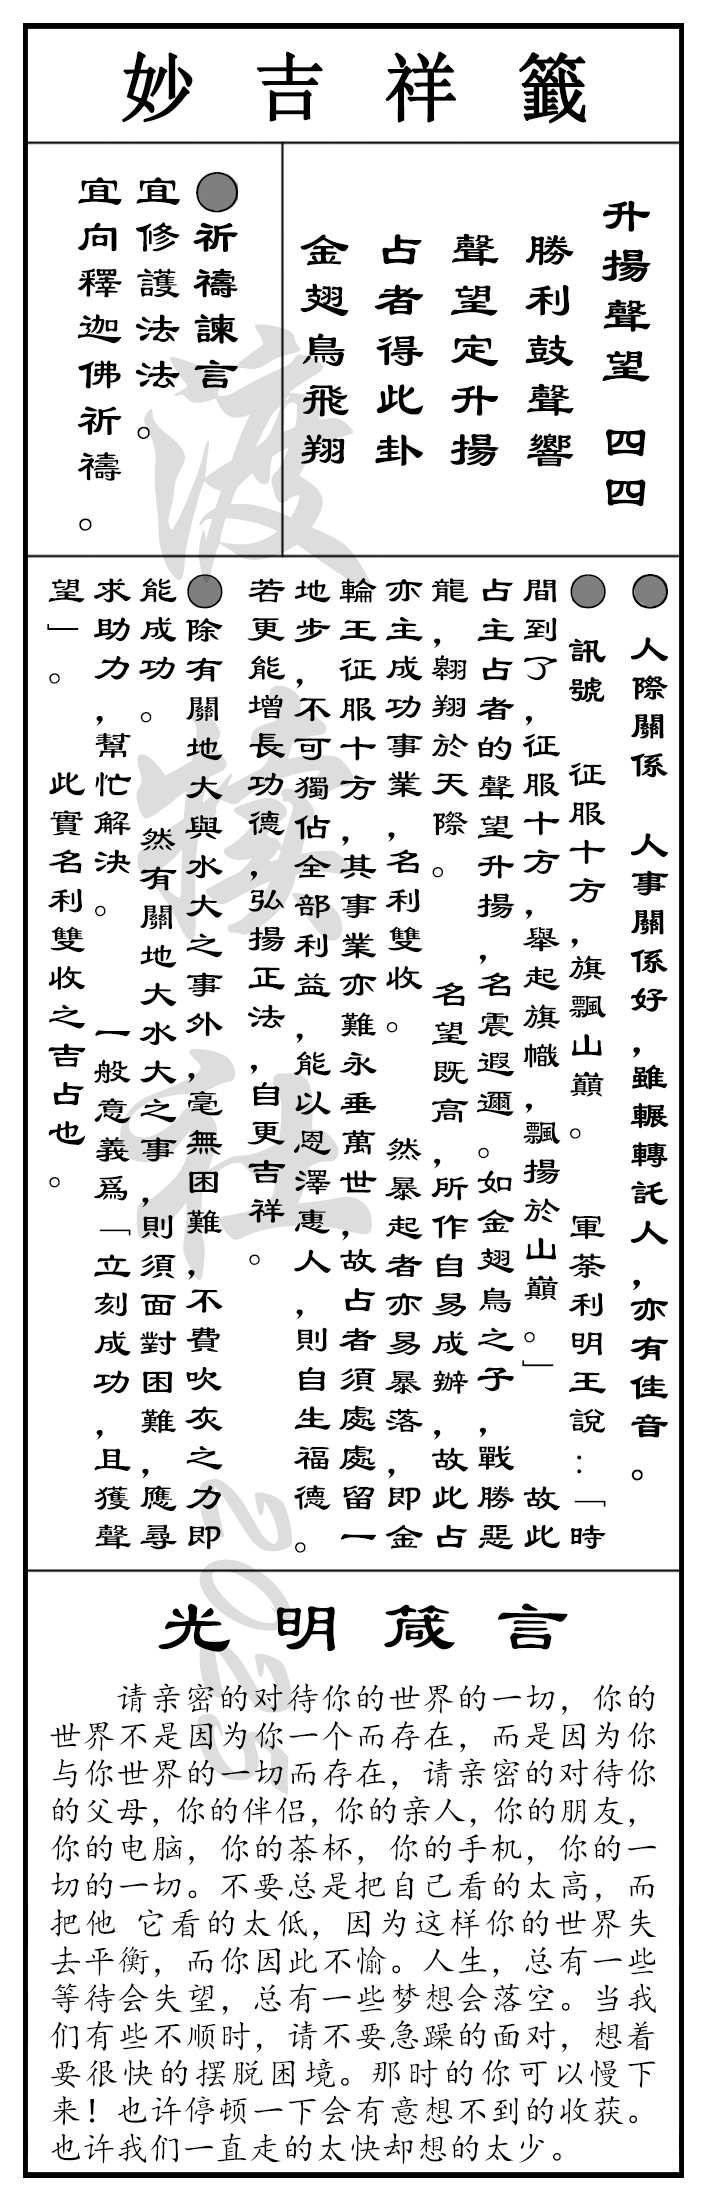 妙吉祥籤
升揚聲望 四四
勝利鼓聲響
聲望定升揚
占者得此卦
金翅鳥飛翔
●祈禱諫言
宜修護法法。
宜向釋迦佛祈禱。
● 人際關係 人事關係好，雖輾轉託人，亦有佳音。
● 訊號 征服十方，旗飄山巔。 軍荼利明王說：「時
間到了，征服十方，舉起旗幟，飄揚於山巔。」 故此
占主占者的聲望升揚，名震遐邇。如金翅鳥之子，戰勝惡
龍，翱翔於天際。 名望既高，所作自易成辦，故此占
亦主成功事業，名利雙收。 然暴起者亦易暴落，即金
輪王征服十方，其事業亦難永垂萬世，故占者須處處留一
地步，不可獨佔全部利益，能以恩澤惠人，則自生福德。
若更能增長功德，弘揚正法，自更吉祥。
●除有關地大與水大之事外，毫無困難，不費吹灰之力即
能成功。 然有關地大水大之事，則須面對困難，應尋
求助力，幫忙解決。 一般意義爲「立刻成功，且獲聲
望」。 此實名利雙收之吉占也。
光明箴言
请亲密的对待你的世界的一切，你的
世界不是因为你一个而存在，而是因为你
与你世界的一切而存在，请亲密的对待你
的父母，你的伴侣，你的亲人，你的朋友，
你的电脑，你的茶杯，你的手机，你的一
切的一切。不要总是把自己看的太高，而
把他 它看的太低，因为这样你的世界失
去平衡，而你因此不愉。人生，总有一些
等待会失望，总有一些梦想会落空。当我
们有些不顺时，请不要急躁的面对，想着
要很快的摆脱困境。那时的你可以慢下
来！也许停顿一下会有意想不到的收获。
也许我们一直走的太快却想的太少。
渡
社
2025